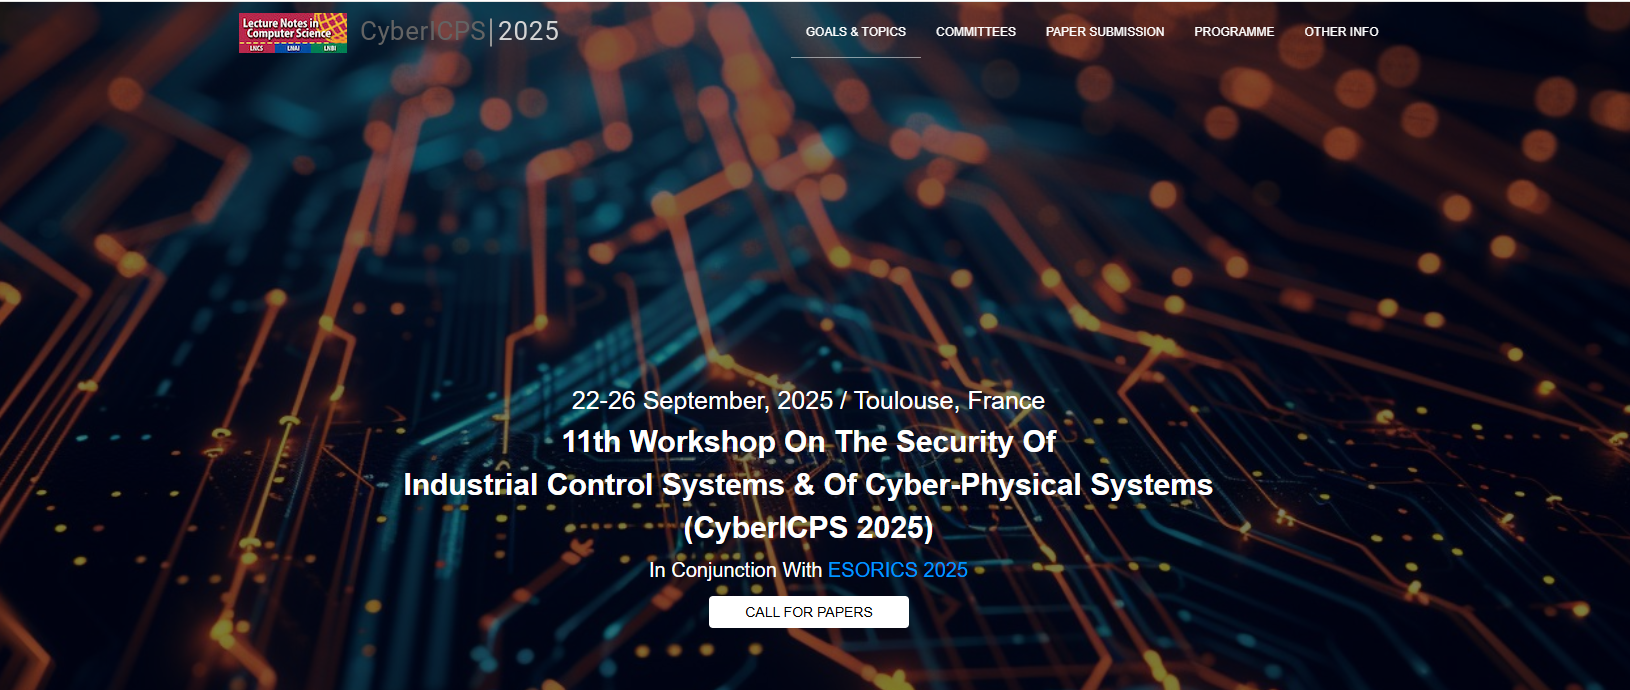 Lecture Notes in
Computer Science
LNCS LNAI LNBI
CyberICPS|2025
GOALS & TOPICS
COMMITTEES
PAPER SUBMISSION
PROGRAMME
OTHER INFO
22-26 September, 2025 / Toulouse, France
11th Workshop On The Security Of
Industrial Control Systems & Of Cyber-Physical Systems
(CyberICPS 2025)
In Conjunction With ESORICS 2025
CALL FOR PAPERS